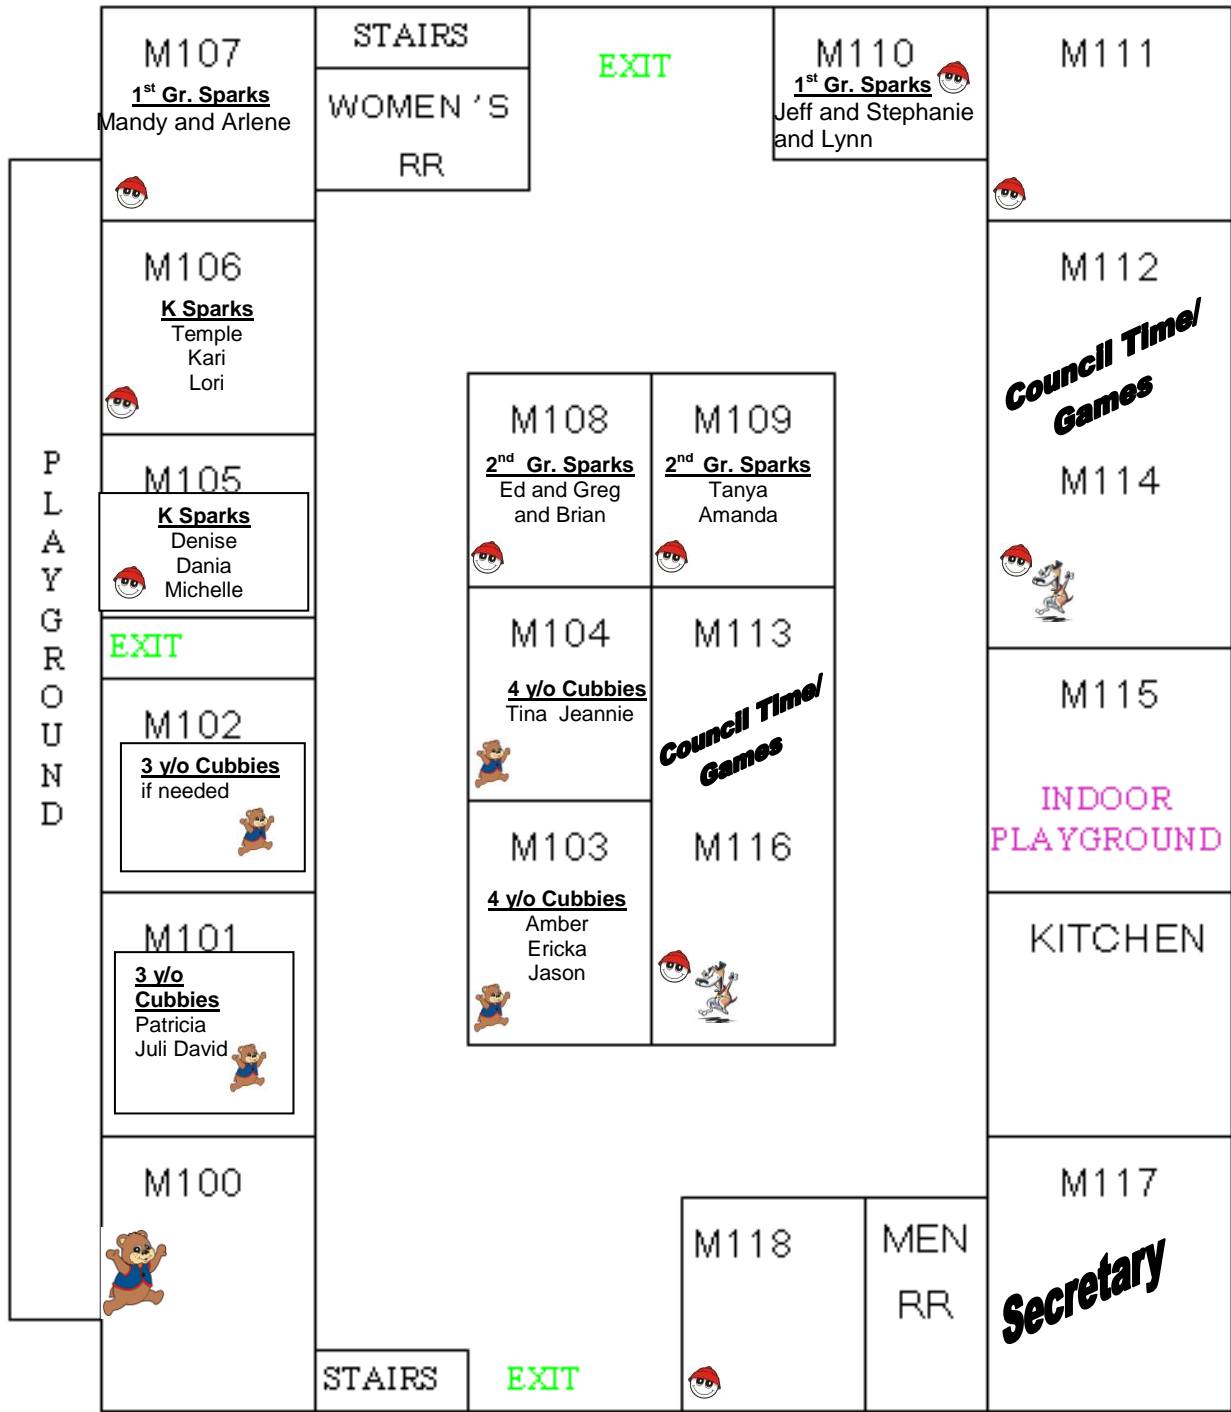 M107
1st Gr. Sparks
Mandy and Arlene
STAIRS
WOMEN 'S
RR
EXIT
M110
1st Gr. Sparks
Jeff and Stephanie
and Lynn
M111
M106
K Sparks
Temple
Kari
Lori
M112
Council Time/
Games
M114
PLAYGROUND
M105
K Sparks
Denise
Dania
Michelle
EXIT
M108
2nd Gr. Sparks
Ed and Greg
and Brian
M109
2nd Gr. Sparks
Tanya
Amanda
M104
4 y/o Cubbies
Tina Jeannie
M113
Council Time/
Games
M116
M115
INDOOR
PLAYGROUND
M102
3 y/o Cubbies
if needed
M103
4 y/o Cubbies
Amber
Ericka
Jason
KITCHEN
M101
3 y/o
Cubbies
Patricia
Juli David
M100
STAIRS
EXIT
M118
MEN
RR
M117
Secretary